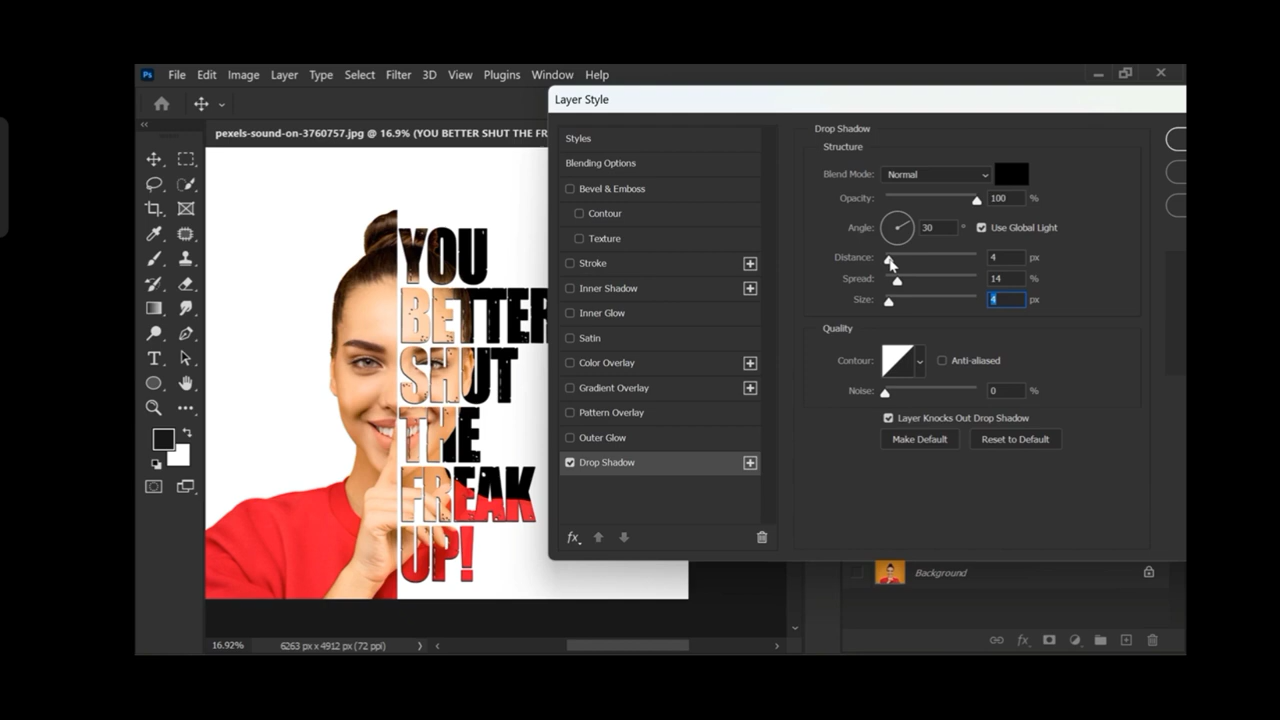 Ps File Edit Image Layer Type Select Filter 3D View Plugins Window Help
Layer Style
pexels-sound-on-3760757.jpg @ 16.9% (YOU BETTER SHUT THE FR
YOU
BETTER
SHUT
THE
FREAK
UP!
Styles
Blending Options
Bevel & Emboss
Contour
Texture
Stroke
Inner Shadow
Inner Glow
Satin
Color Overlay
Gradient Overlay
Pattern Overlay
Outer Glow
Drop Shadow
fx
Drop Shadow
Structure
Blend Mode: Normal
Opacity: 100 %
Angle: 30 ° Use Global Light
Distance: 4 px
Spread: 14 %
Size: 4 px
Quality
Contour: Anti-aliased
Noise: 0 %
Layer Knocks Out Drop Shadow
Make Default Reset to Default
Background
fx
16.92% 6263 px x 4912 px (72 ppi)